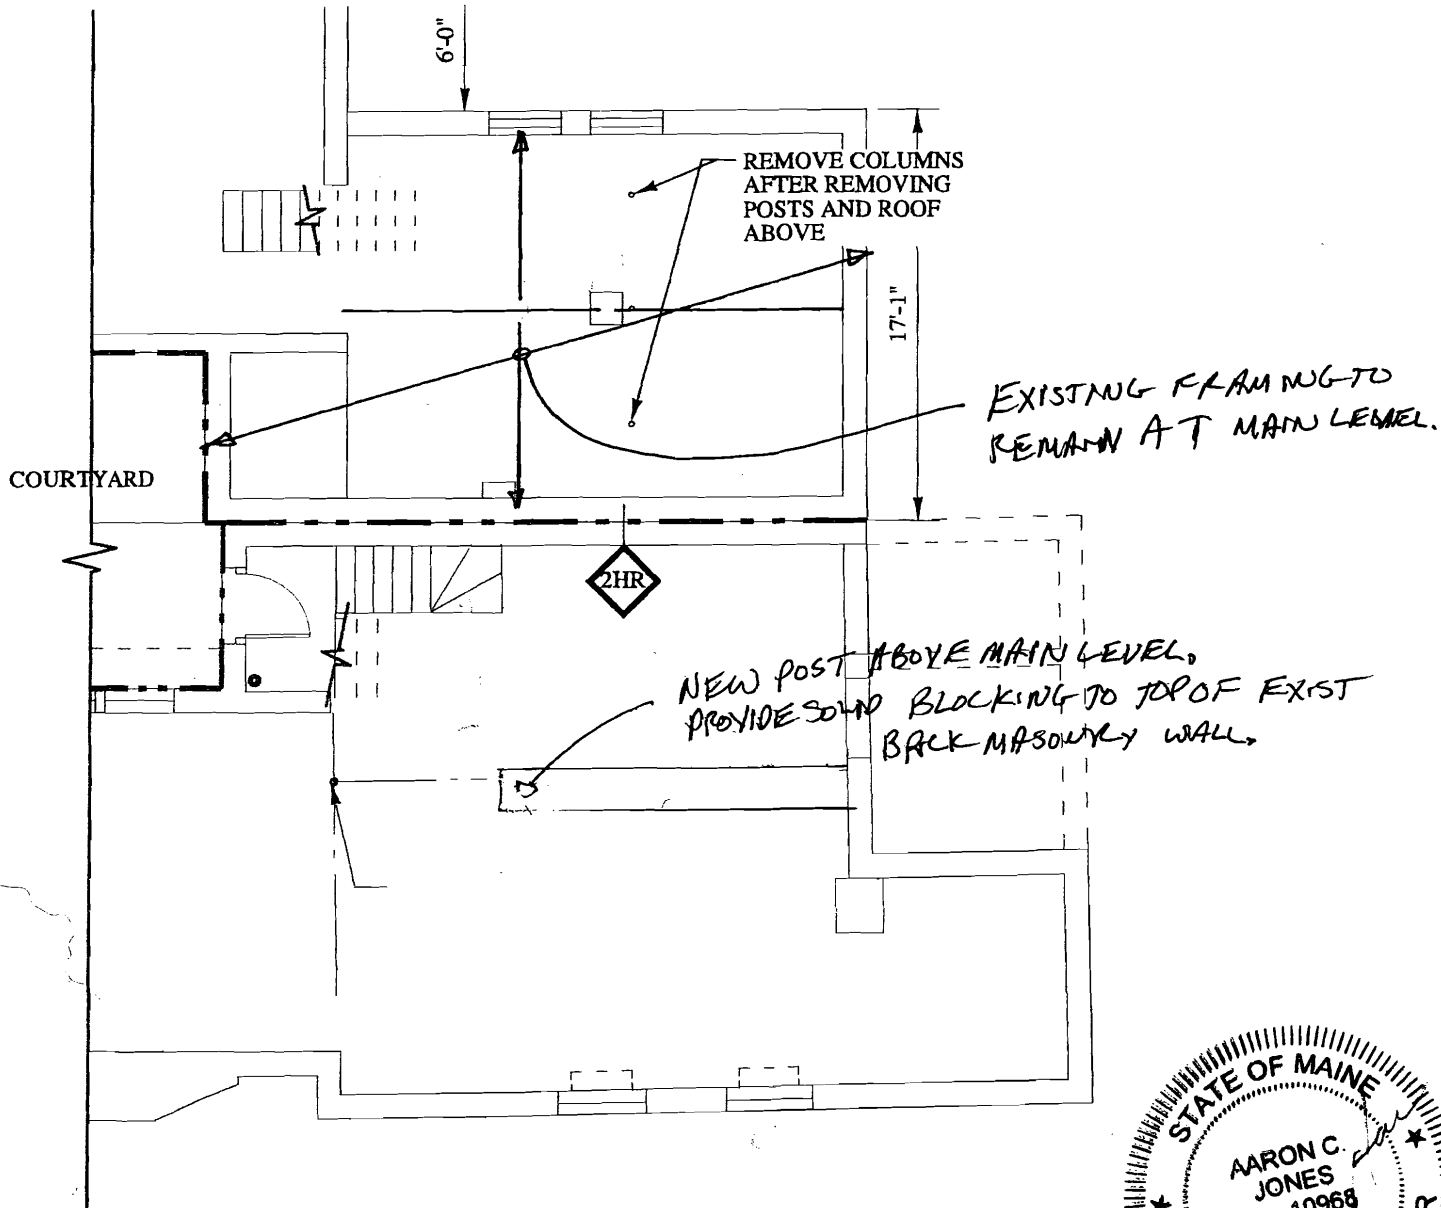 6'-0"
REMOVE COLUMNS
AFTER REMOVING
POSTS AND ROOF
ABOVE
17'-1"
EXISTING FRAMING TO
REMAIN AT MAIN LEVEL.
COURTYARD
2HR
NEW POST ABOVE MAIN LEVEL.
PROVIDE SOLID BLOCKING TO TOP OF EXIST
BACK MASONRY WALL.
STATE OF MAINE
AARON C.
JONES
10968